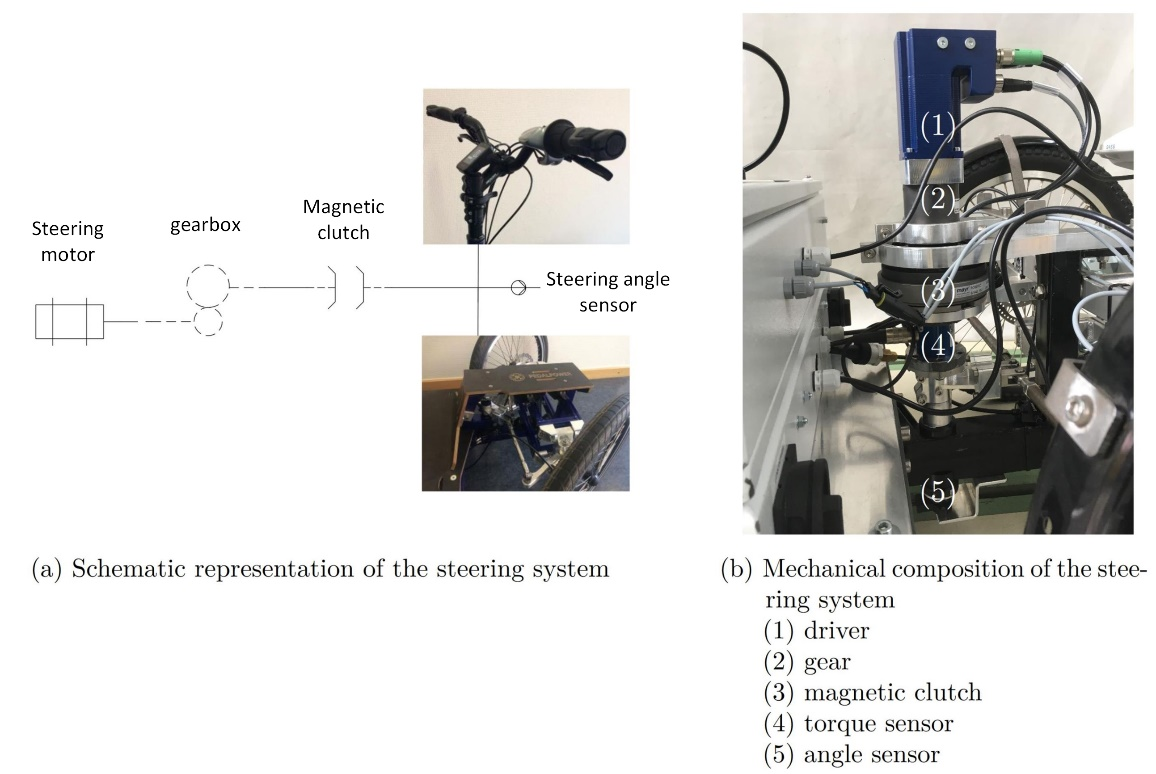 Steering
motor
gearbox
Magnetic
clutch
Steering angle
sensor
(a) Schematic representation of the steering system
(1)
(2)
(3)
(4)
(5)
(b) Mechanical composition of the stee-
ring system
(1) driver
(2) gear
(3) magnetic clutch
(4) torque sensor
(5) angle sensor